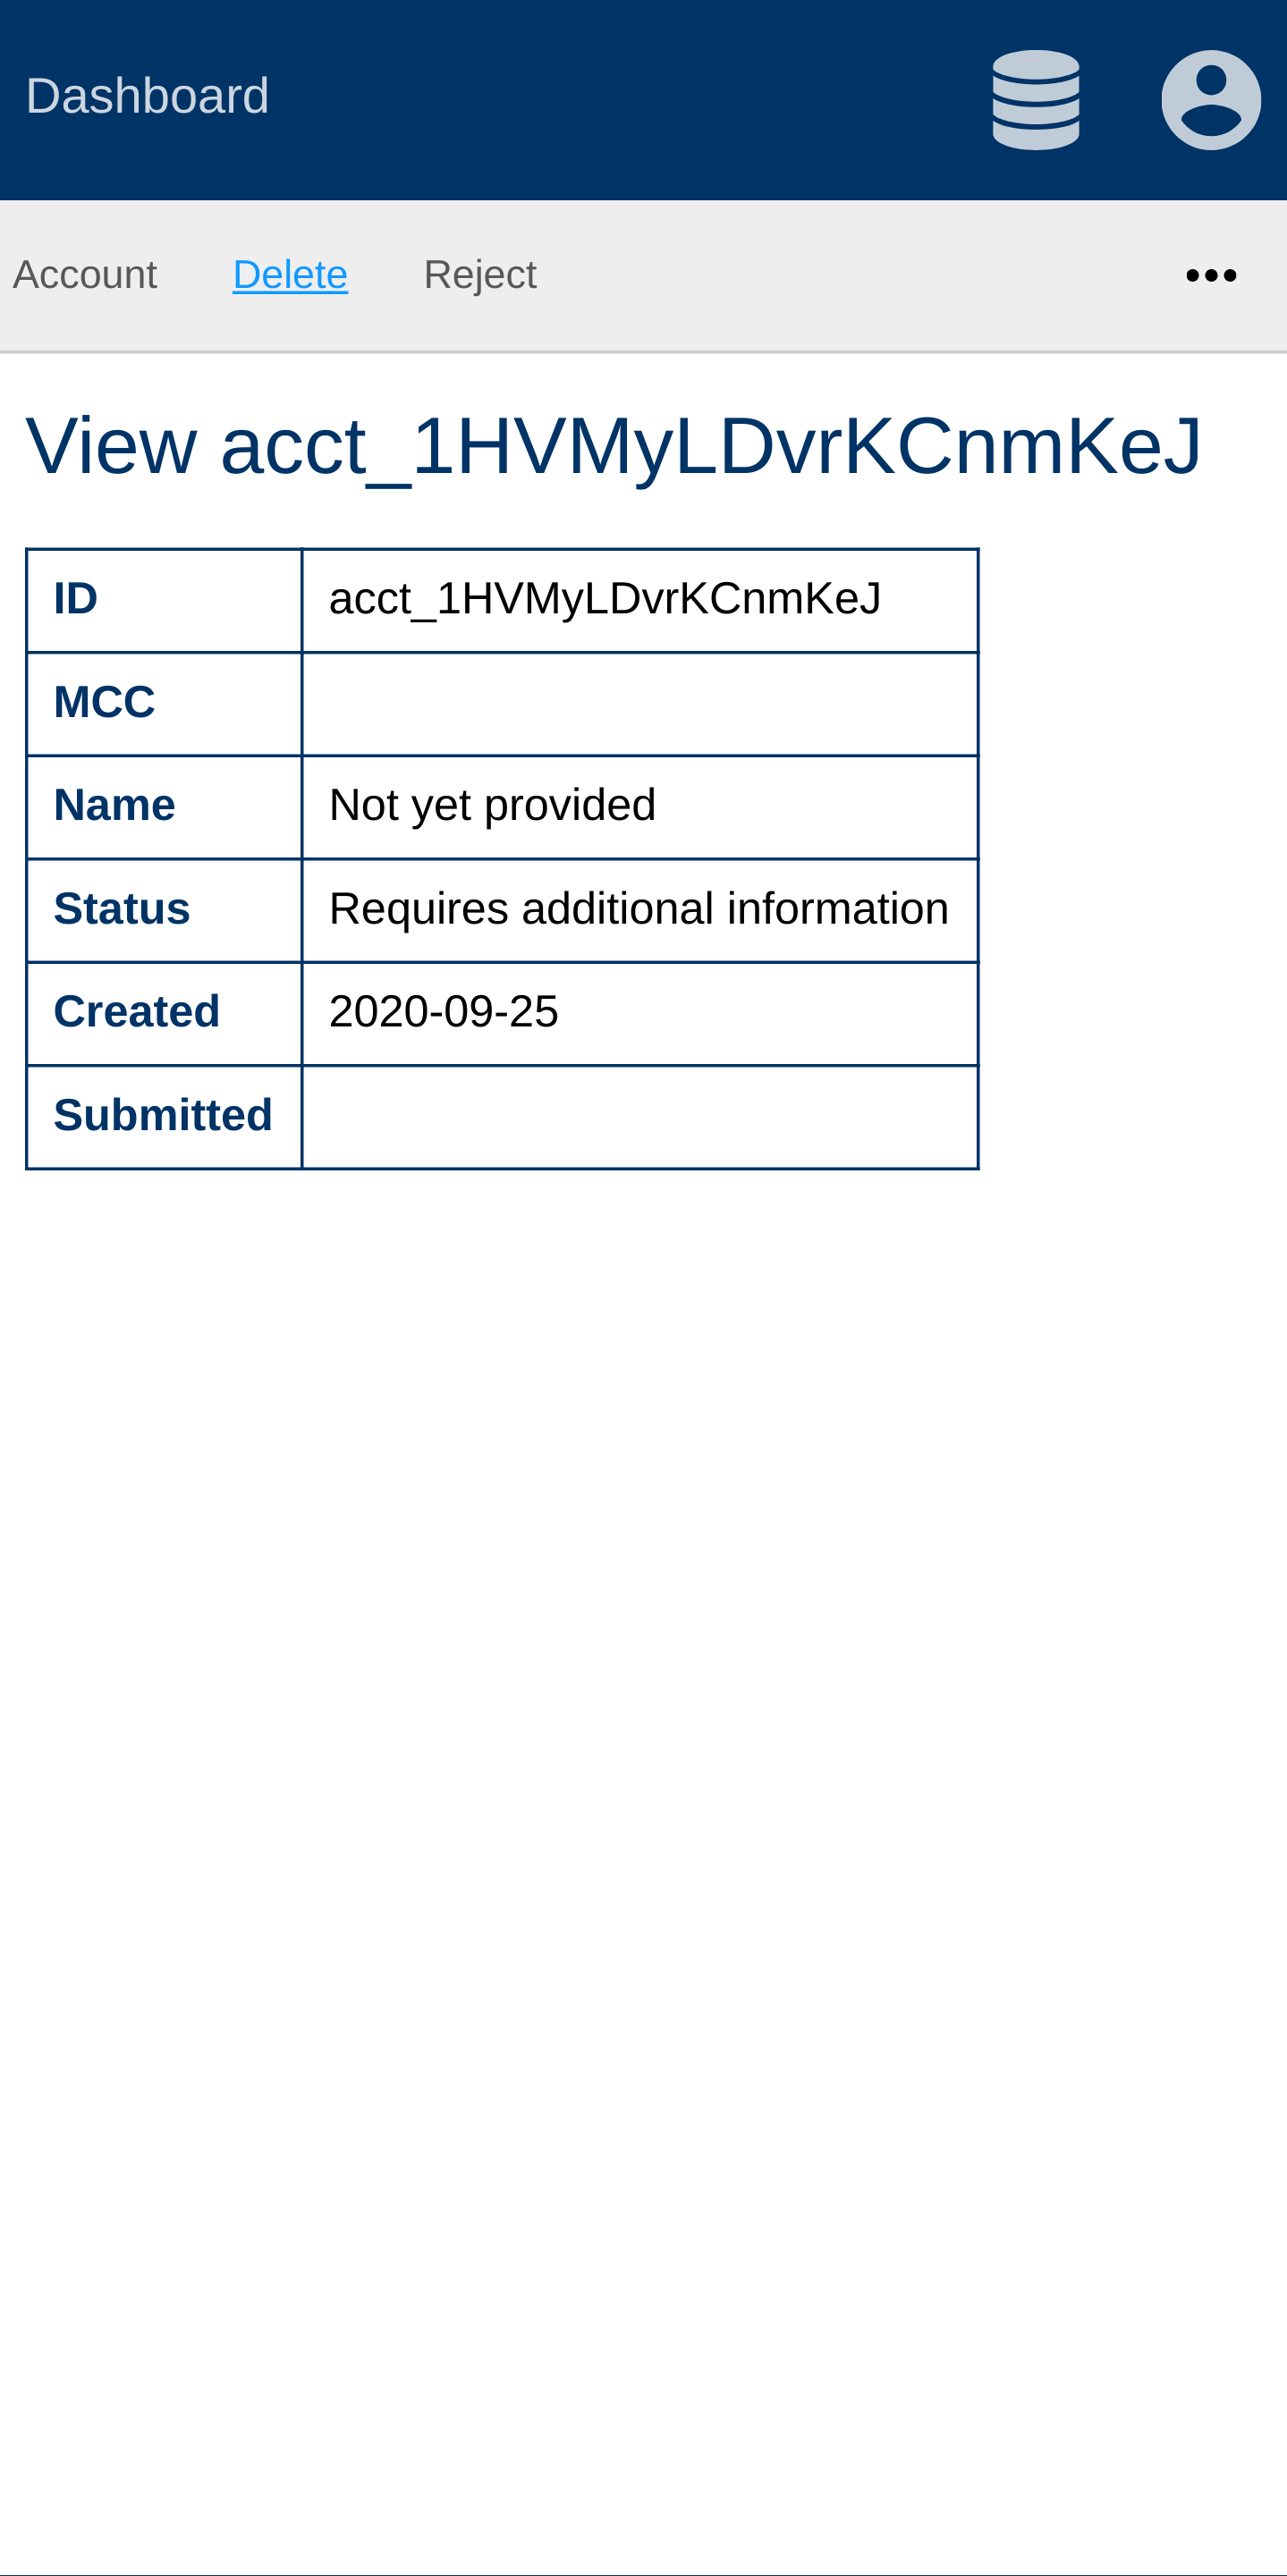 Dashboard
Account Delete Reject
View acct_1HVMyLDvrKCnmKeJ
ID acct_1HVMyLDvrKCnmKeJ
MCC
Name Not yet provided
Status Requires additional information
Created 2020-09-25
Submitted